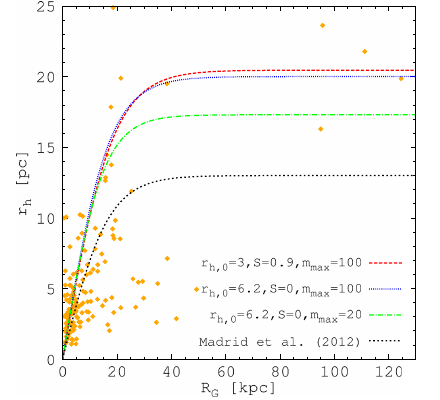 25
20
15
10
5
0
r_h [pc]
r_h,0=3,S=0.9,m_max=100
r_h,0=6.2,S=0,m_max=100
r_h,0=6.2,S=0,m_max=20
Madrid et al. (2012)
0 20 40 60 80 100 120
R_G [kpc]